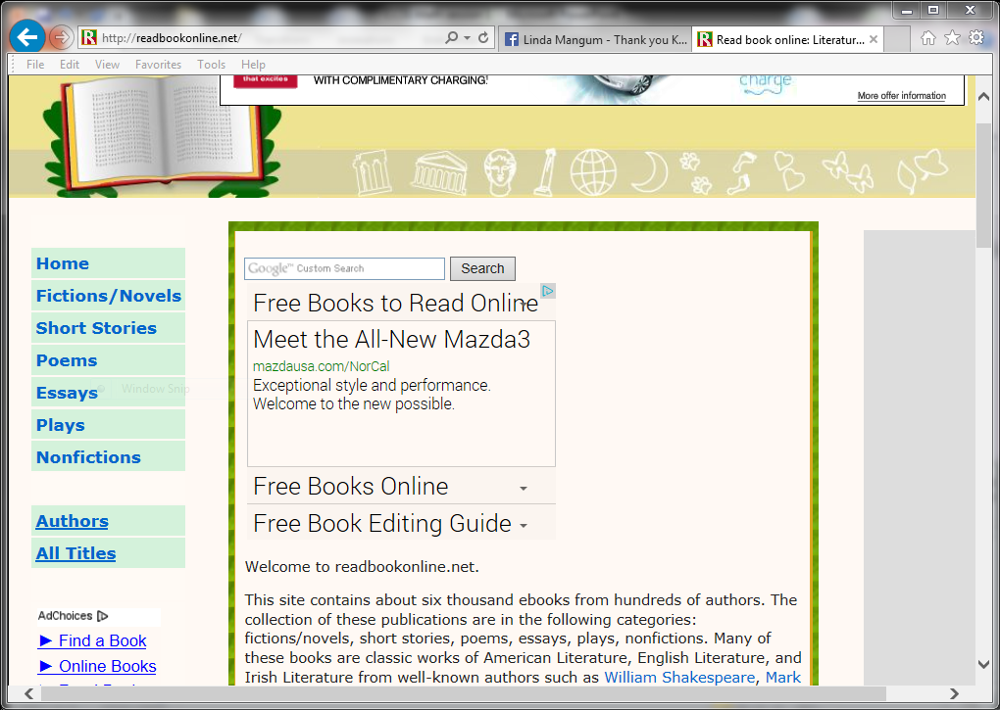 http://readbookonline.net/
Linda Mangum - Thank you K...
Read book online: Literatur...
File Edit View Favorites Tools Help
that excites
WITH COMPLIMENTARY CHARGING!
charge
More offer information
Home
Fictions/Novels
Short Stories
Poems
Essays
Window Snip
Plays
Nonfictions
Authors
All Titles
AdChoices
► Find a Book
► Online Books
Google™ Custom Search
Search
Free Books to Read Online
Meet the All-New Mazda3
mazdausa.com/NorCal
Exceptional style and performance.
Welcome to the new possible.
Free Books Online
Free Book Editing Guide
Welcome to readbookonline.net.
This site contains about six thousand ebooks from hundreds of authors. The
collection of these publications are in the following categories:
fictions/novels, short stories, poems, essays, plays, nonfictions. Many of
these books are classic works of American Literature, English Literature, and
Irish Literature from well-known authors such as William Shakespeare, Mark